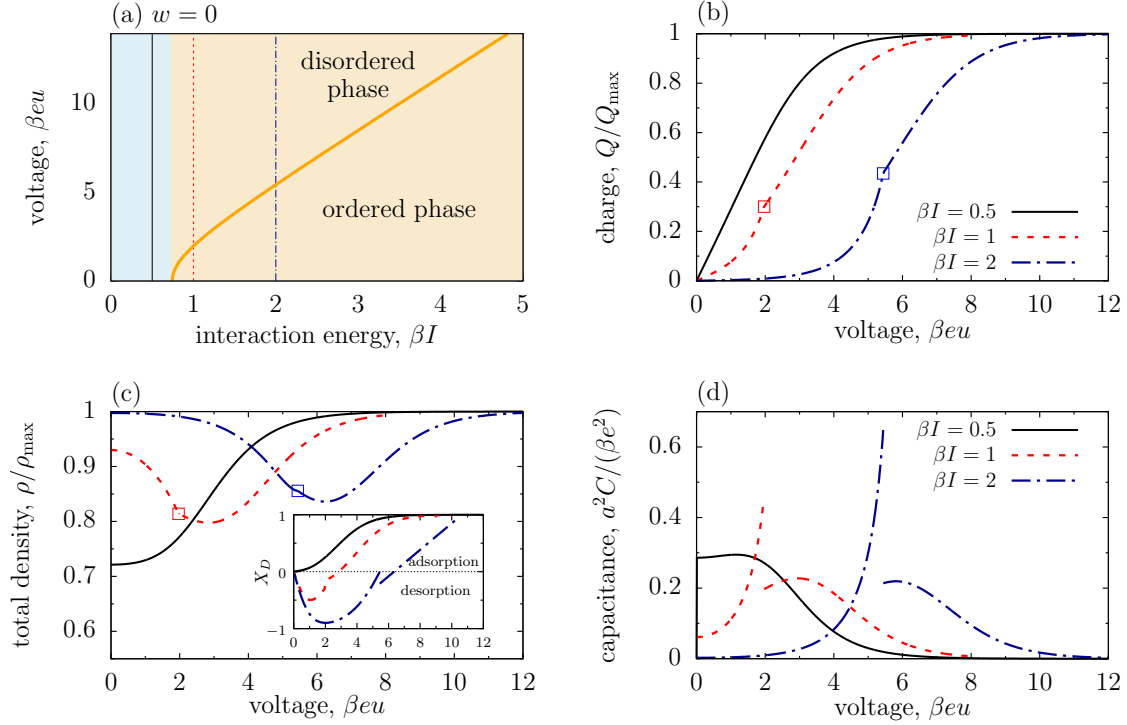 (a) w = 0
voltage, βeu
10
5
0
disordered
phase
ordered phase
0 1 2 3 4 5
interaction energy, βI
(b)
charge, Q/Q_max
1
0.8
0.6
0.4
0.2
0
βI = 0.5
βI = 1
βI = 2
0 2 4 6 8 10 12
voltage, βeu
(c)
total density, ρ/ρ_max
1
0.9
0.8
0.7
0.6
X_D
1
0
−1
adsorption
desorption
0 2 4 6 8 10 12
0 2 4 6 8 10 12
voltage, βeu
(d)
capacitance, a²C/(βe²)
0.6
0.4
0.2
0
βI = 0.5
βI = 1
βI = 2
0 2 4 6 8 10 12
voltage, βeu